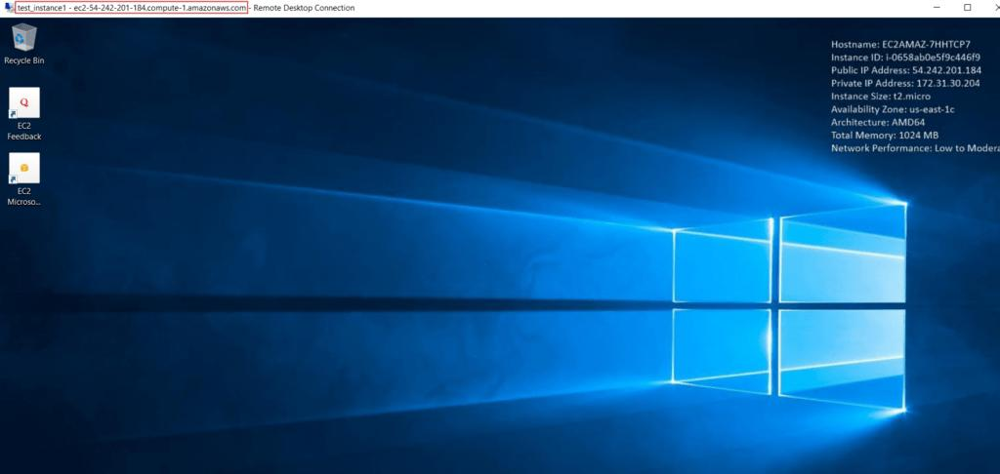 test_instance1 - ec2-54-242-201-184.compute-1.amazonaws.com - Remote Desktop Connection
Recycle Bin
EC2
Feedback
EC2
Microso...
Hostname: EC2AMAZ-7HHTCP7
Instance ID: i-0658ab0e5f9c446f9
Public IP Address: 54.242.201.184
Private IP Address: 172.31.30.204
Instance Size: t2.micro
Availability Zone: us-east-1c
Architecture: AMD64
Total Memory: 1024 MB
Network Performance: Low to Modera